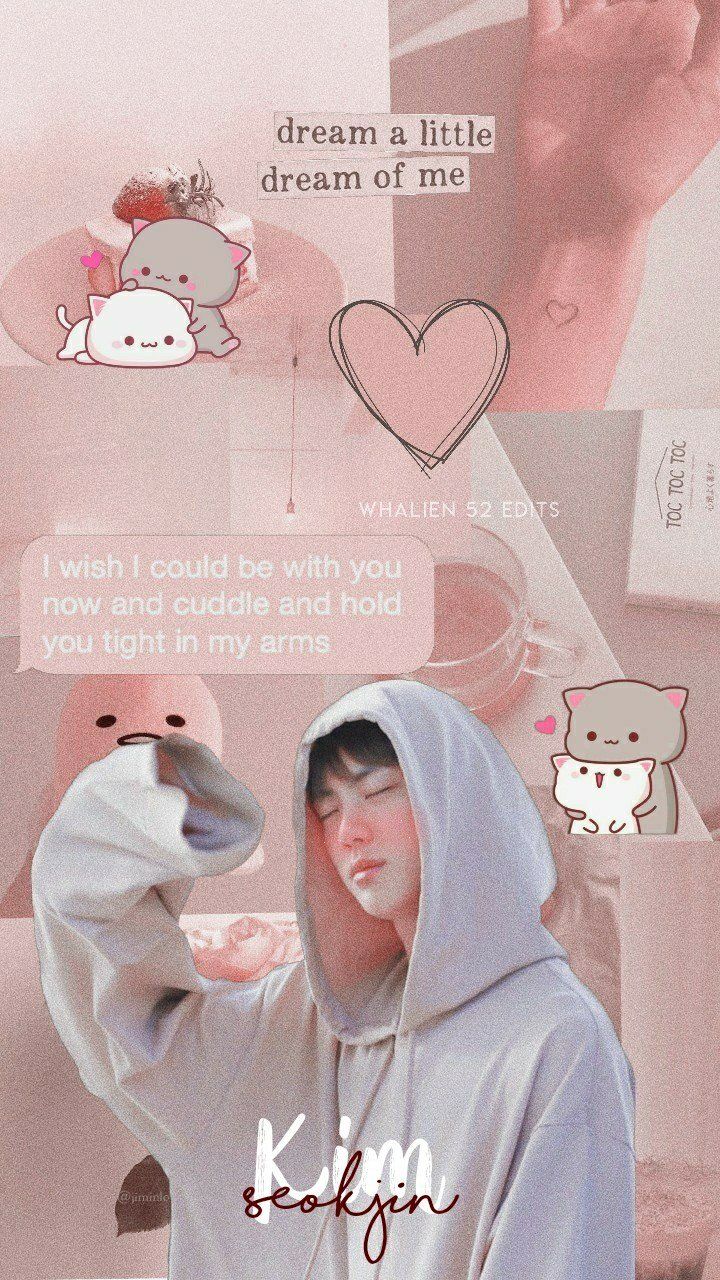 dream a little
dream of me
TOC TOC TOC
WHALIEN 52 EDITS
I wish I could be with you
now and cuddle and hold
you tight in my arms
Kim
seokjin